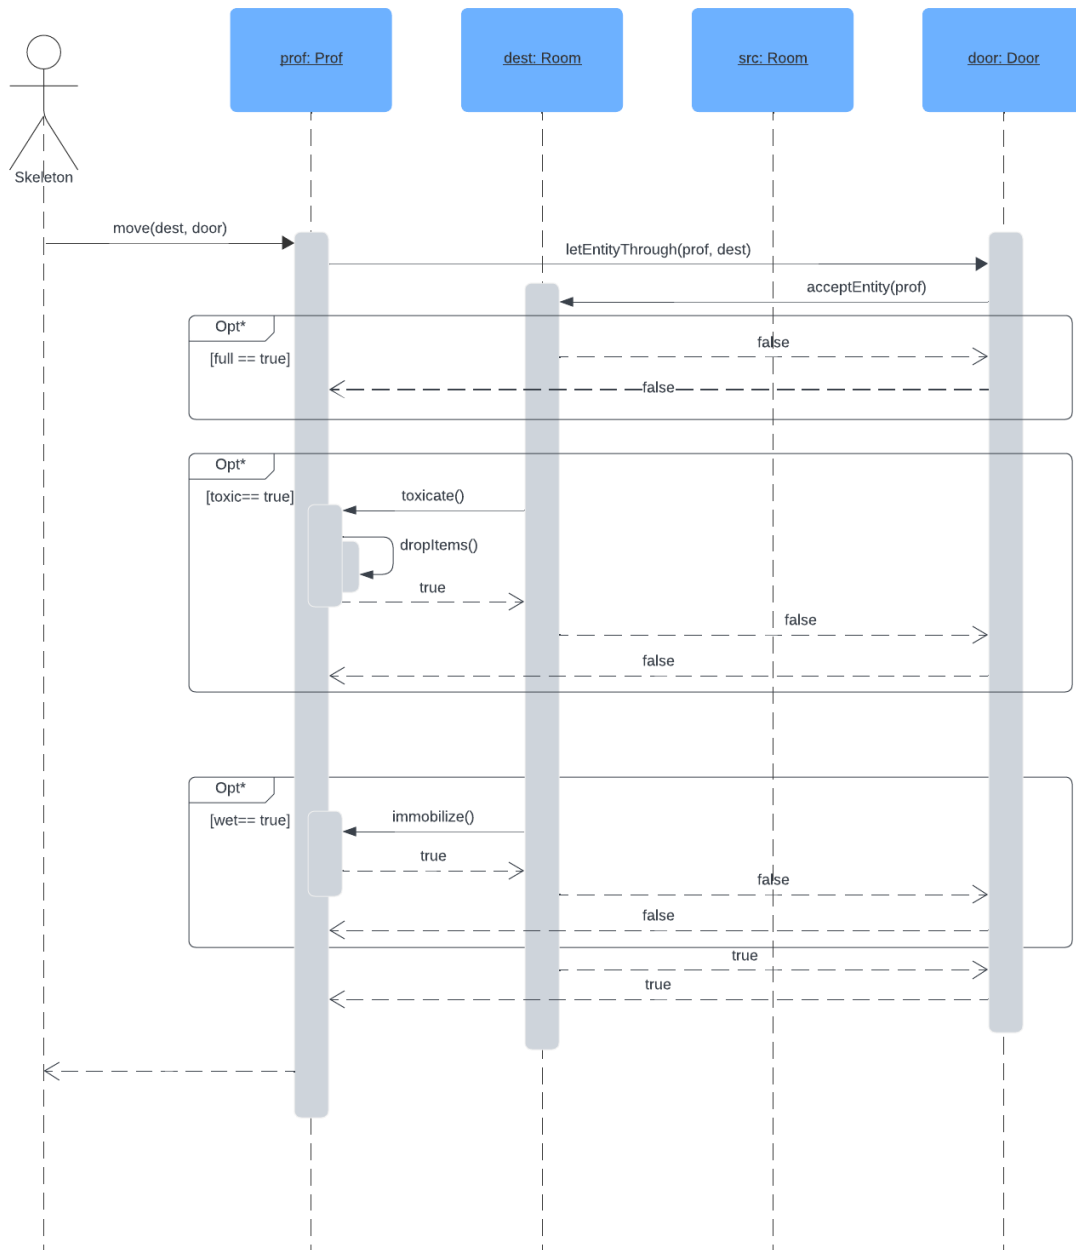 prof: Prof
dest: Room
src: Room
door: Door
Skeleton
move(dest, door)
letEntityThrough(prof, dest)
acceptEntity(prof)
Opt*
[full == true]
false
false
Opt*
[toxic== true]
toxicate()
dropItems()
true
false
false
Opt*
[wet== true]
immobilize()
true
false
false
true
true